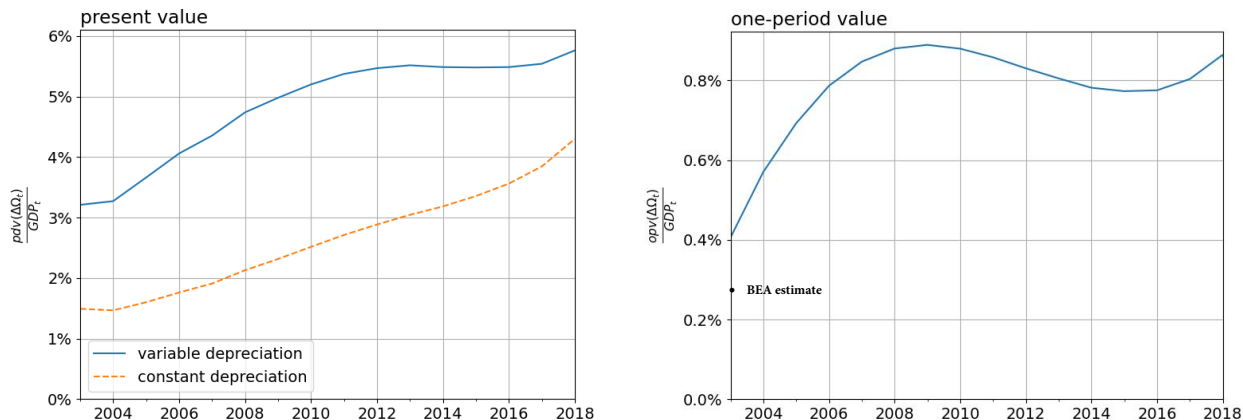 present value
6%
5%
4%
3%
2%
1%
0%
pdv(ΔΩt)
GDPt
variable depreciation
constant depreciation
2004 2006 2008 2010 2012 2014 2016 2018
one-period value
0.8%
0.6%
0.4%
0.2%
0.0%
opv(ΔΩt)
GDPt
BEA estimate
2004 2006 2008 2010 2012 2014 2016 2018